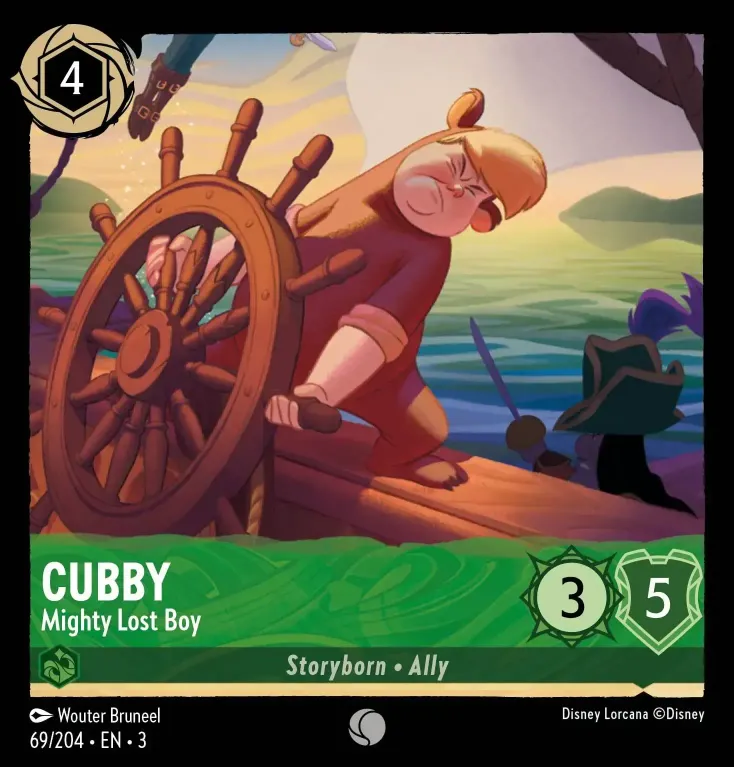 4
CUBBY
Mighty Lost Boy
3
5
Storyborn • Ally
Wouter Bruneel
Disney Lorcana ©Disney
69/204 • EN • 3